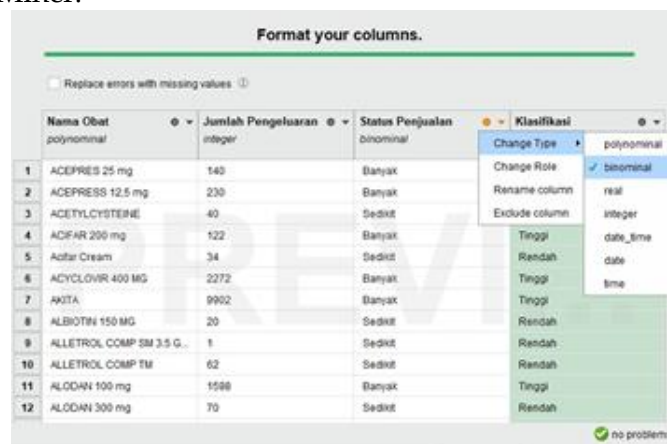 Format your columns.
Replace errors with missing values
Nama Obat Jumlah Pengeluaran Status Penjualan Klasifikasi
polynominal integer binominal
Change Type polynominal
Change Role binominal
Rename column real
Exclude column integer
date_time
date
time
1 ACEPRES 25 mg 140 Banyak
2 ACEPRESS 12,5 mg 230 Banyak
3 ACETYLCYSTEINE 40 Sedikit
4 ACIFAR 200 mg 122 Banyak Tinggi
5 Acifar Cream 34 Sedikit Rendah
6 ACYCLOVIR 400 MG 2272 Banyak Tinggi
7 AKITA 9902 Banyak Tinggi
8 ALBIOTIN 150 MG 20 Sedikit Rendah
9 ALLETROL COMP SM 3.5 G... 1 Sedikit Rendah
10 ALLETROL COMP TM 62 Sedikit Rendah
11 ALODAN 100 mg 1598 Banyak Tinggi
12 ALODAN 300 mg 70 Sedikit Rendah
no problems